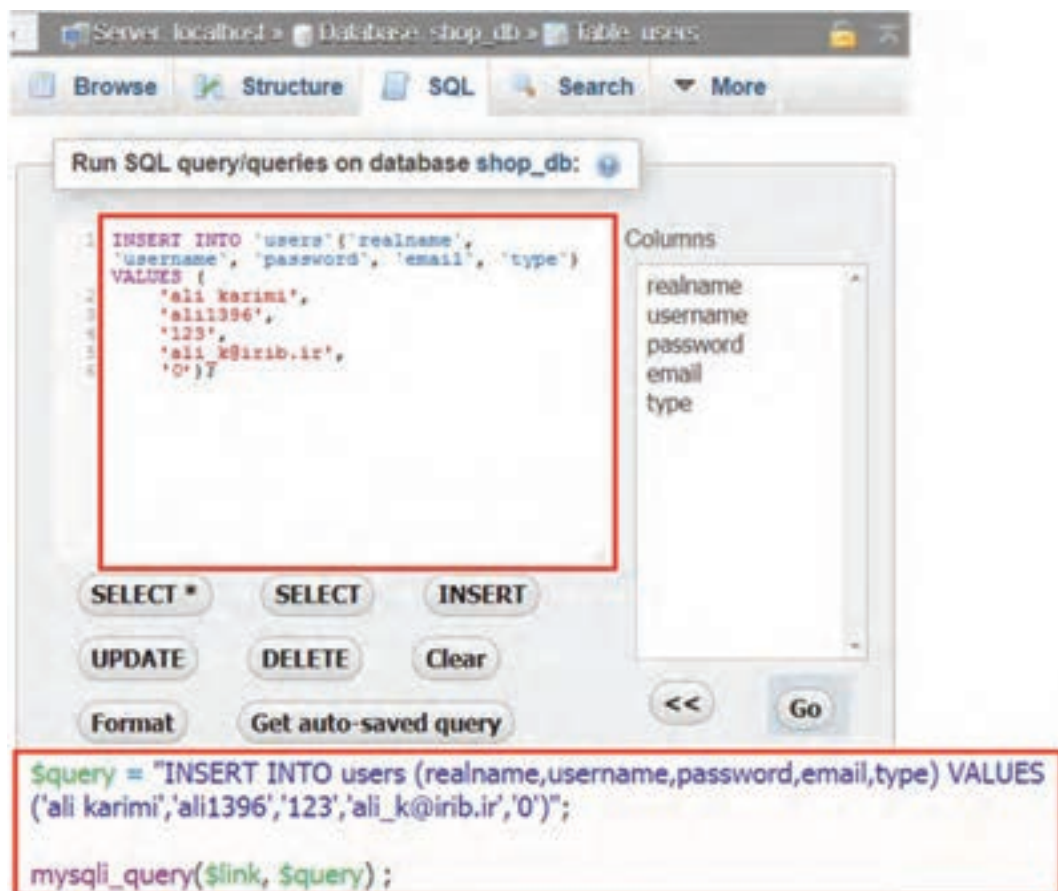 Server: localhost » Database: shop_db » Table: users
Browse Structure SQL Search More
Run SQL query/queries on database shop_db:
1 INSERT INTO `users`(`realname`,
`username`, `password`, `email`, `type`)
VALUES (
2 'ali karimi',
3 'ali1396',
4 '123',
5 'ali_k@irib.ir',
6 '0');
Columns
realname
username
password
email
type
SELECT * SELECT INSERT
UPDATE DELETE Clear
Format Get auto-saved query
<< Go
$query = "INSERT INTO users (realname,username,password,email,type) VALUES
('ali karimi','ali1396','123','ali_k@irib.ir','0')";
mysqli_query($link, $query) ;